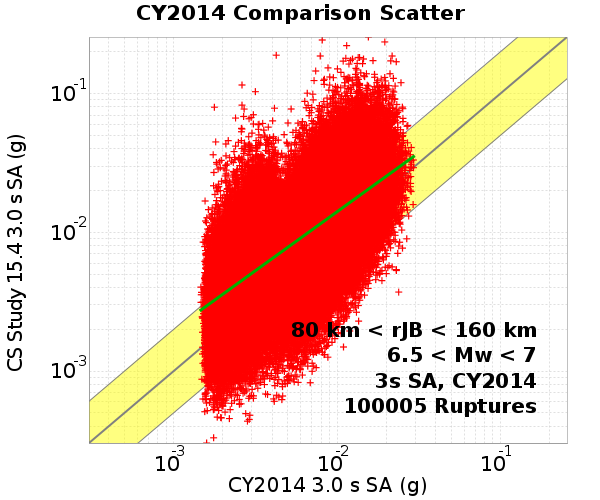 CY2014 Comparison Scatter
CS Study 15.4 3.0 s SA (g)
10-1
10-2
10-3
80 km < rJB < 160 km
6.5 < Mw < 7
3s SA, CY2014
100005 Ruptures
10-3 10-2 10-1
CY2014 3.0 s SA (g)